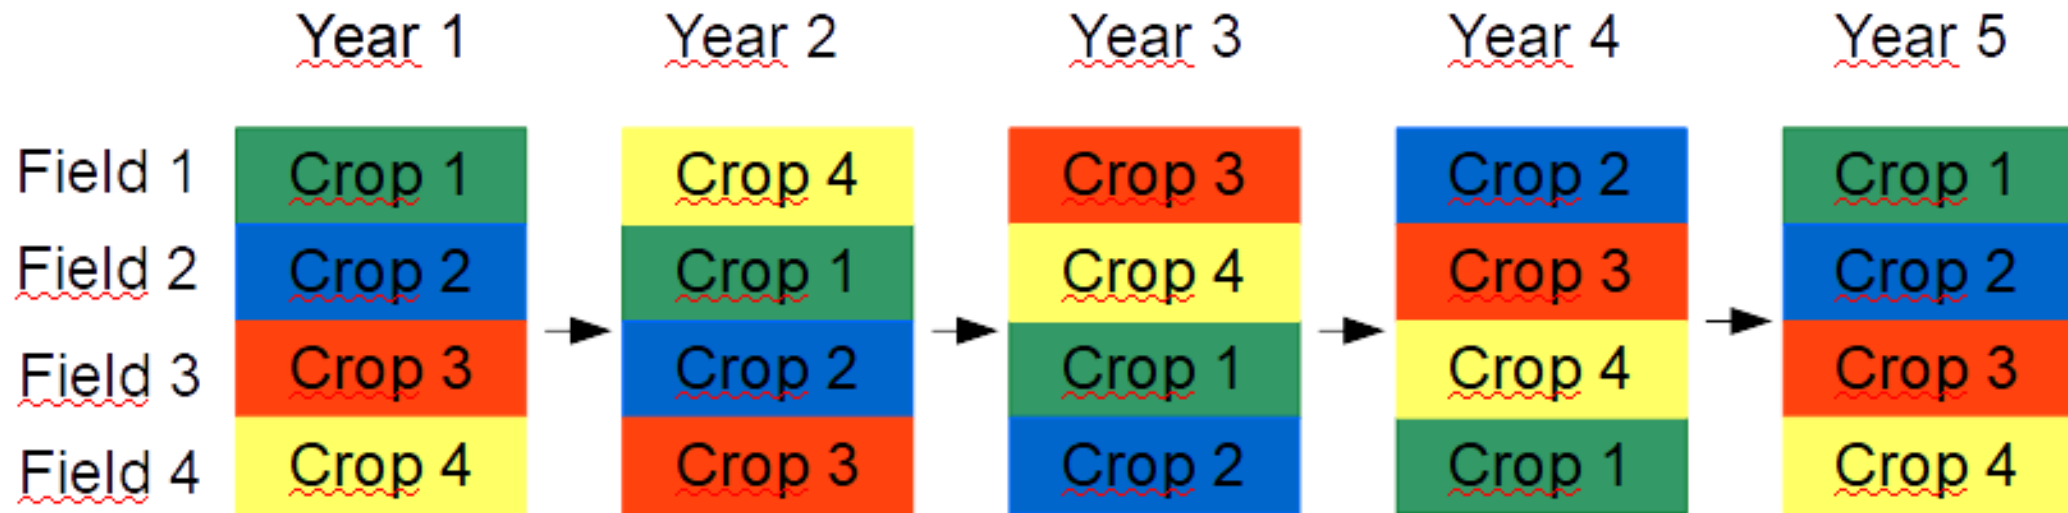 Year 1 Year 2 Year 3 Year 4 Year 5
Field 1 Crop 1 Crop 4 Crop 3 Crop 2 Crop 1
Field 2 Crop 2 Crop 1 Crop 4 Crop 3 Crop 2
Field 3 Crop 3 Crop 2 Crop 1 Crop 4 Crop 3
Field 4 Crop 4 Crop 3 Crop 2 Crop 1 Crop 4